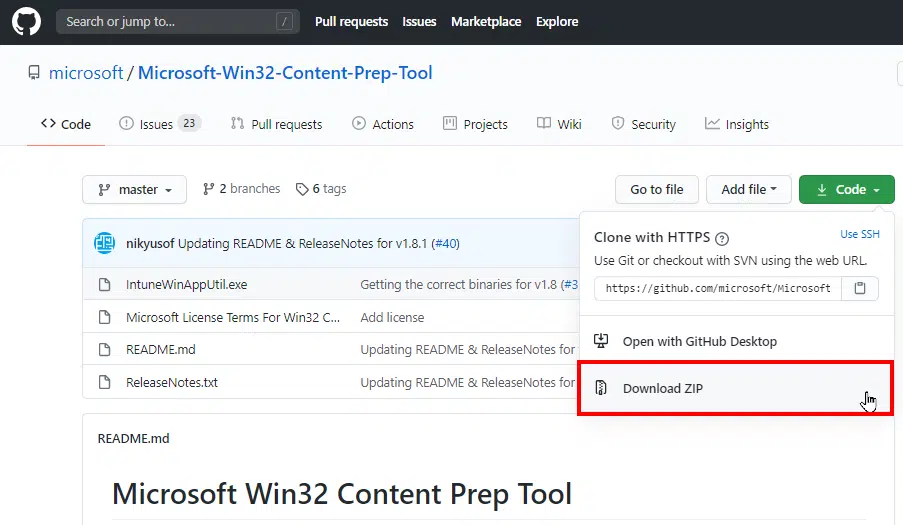 Search or jump to... / Pull requests Issues Marketplace Explore
microsoft / Microsoft-Win32-Content-Prep-Tool
Code Issues 23 Pull requests Actions Projects Wiki Security Insights
master 2 branches 6 tags Go to file Add file Code
nikyusof Updating README & ReleaseNotes for v1.8.1 (#40)
Clone with HTTPS ? Use SSH
Use Git or checkout with SVN using the web URL.
IntuneWinAppUtil.exe Getting the correct binaries for v1.8 (#3
https://github.com/microsoft/Microsoft
Microsoft License Terms For Win32 C... Add license
Open with GitHub Desktop
README.md Updating README & ReleaseNotes for
ReleaseNotes.txt Updating README & ReleaseNotes for
Download ZIP
README.md
Microsoft Win32 Content Prep Tool